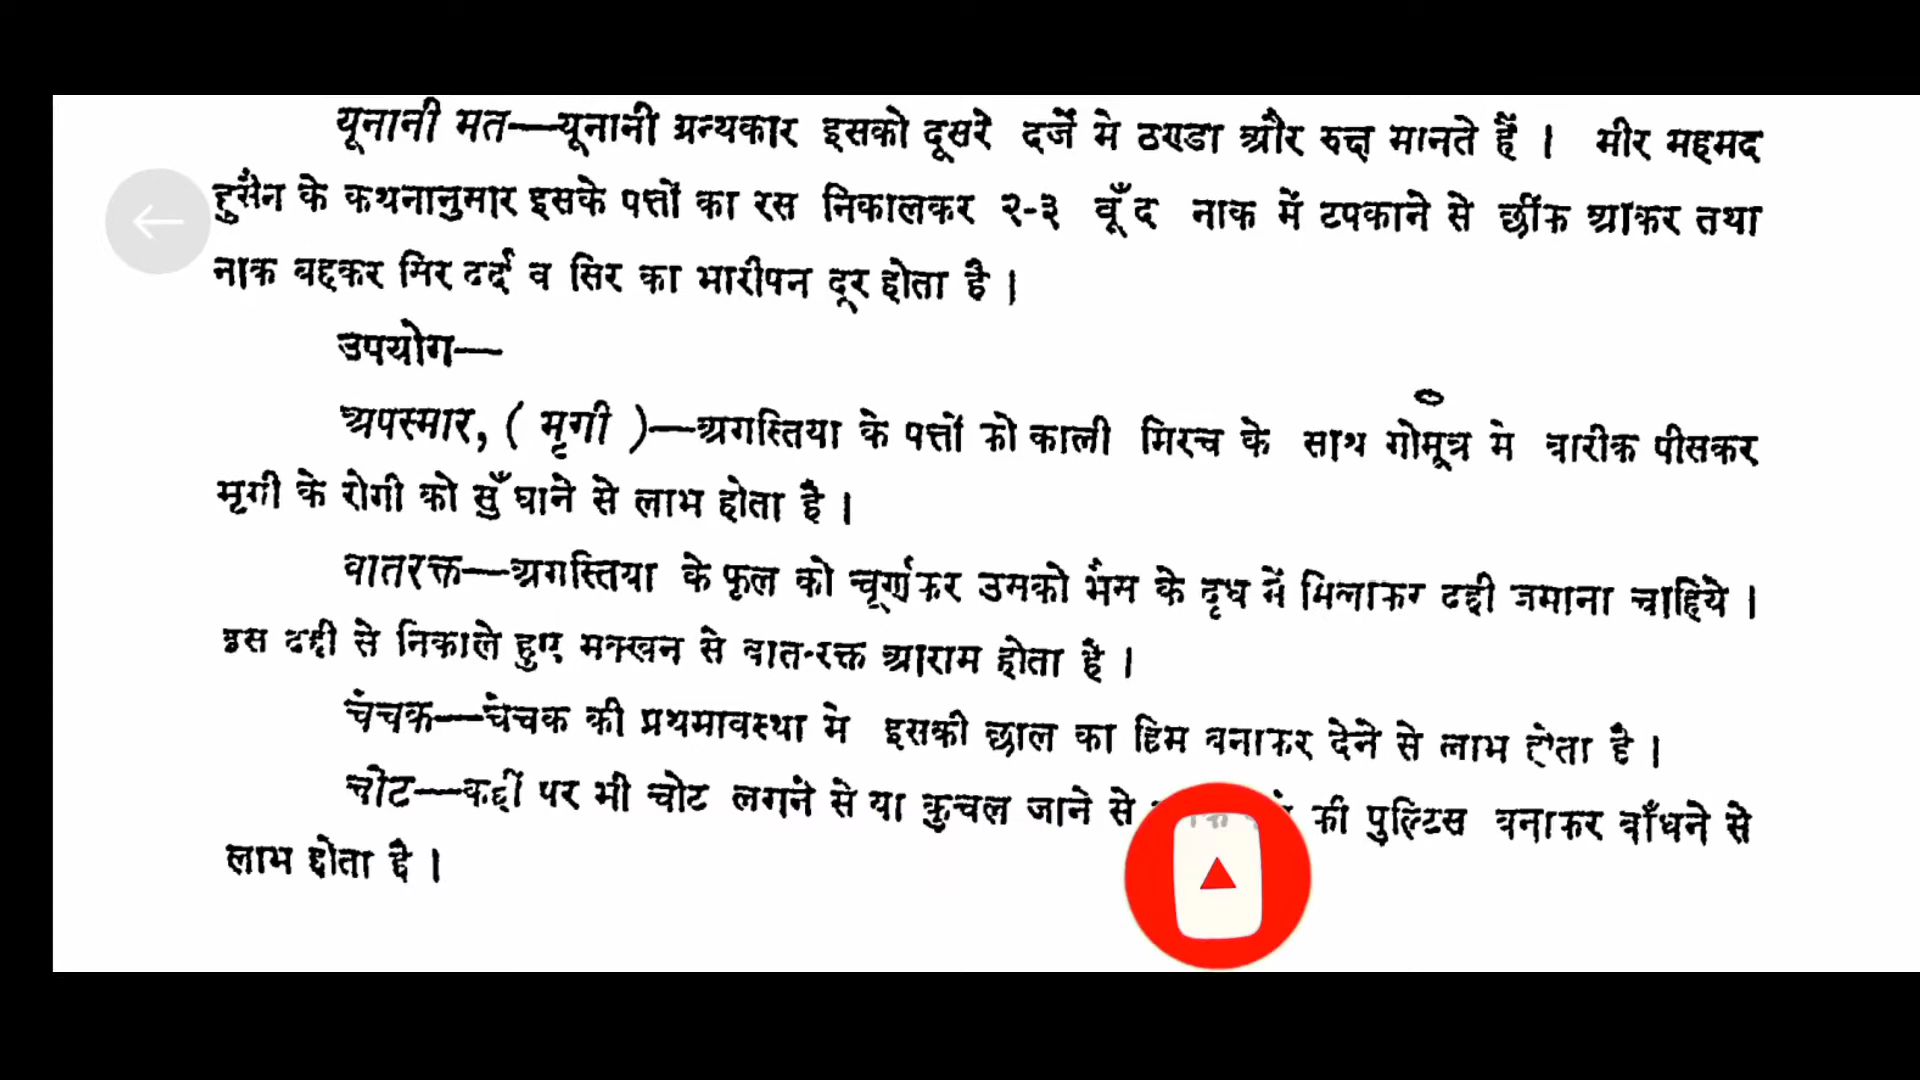 यूनानी मत—यूनानी ग्रन्थकार इसको दूसरे दर्जे मे ठण्डा और रुक्ष मानते हैं । मीर महमद
हुसैन के कथनानुमार इसके पत्तों का रस निकालकर २-३ बूँद नाक में टपकाने से छींक आकर तथा
नाक बहकर सिर दर्द व सिर का भारीपन दूर होता है ।
उपयोग—
अपस्मार, ( मृगी )—अगस्तिया के पत्तों को काली मिरच के साथ गोमूत्र मे बारीक पीसकर
मृगी के रोगी को सुँघाने से लाभ होता है ।
वातरक्त—अगस्तिया के फूल को चूर्णकर उसको भैंस के दूध में मिलाकर दही जमाना चाहिये ।
इस दही से निकाले हुए मक्खन से वात-रक्त आराम होता है ।
चेचक—चेचक की प्रथमावस्था मे इसकी छाल का हिम बनाकर देने से लाभ होता है ।
चोट—कहीं पर भी चोट लगने से या कुचल जाने से की पुल्टिस बनाकर बाँधने से
लाभ होता है ।